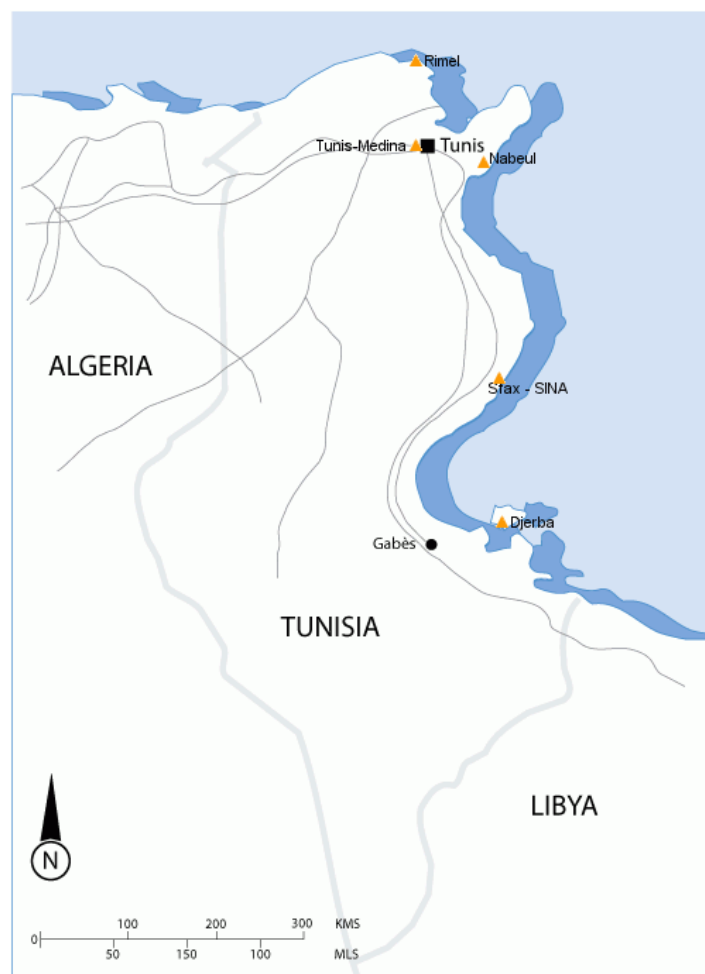 Rimel
Tunis-Medina
Tunis
Nabeul
ALGERIA
Sfax - SINA
Djerba
Gabès
TUNISIA
LIBYA
N
100 200 300 KMS
0
50 150 100 MLS